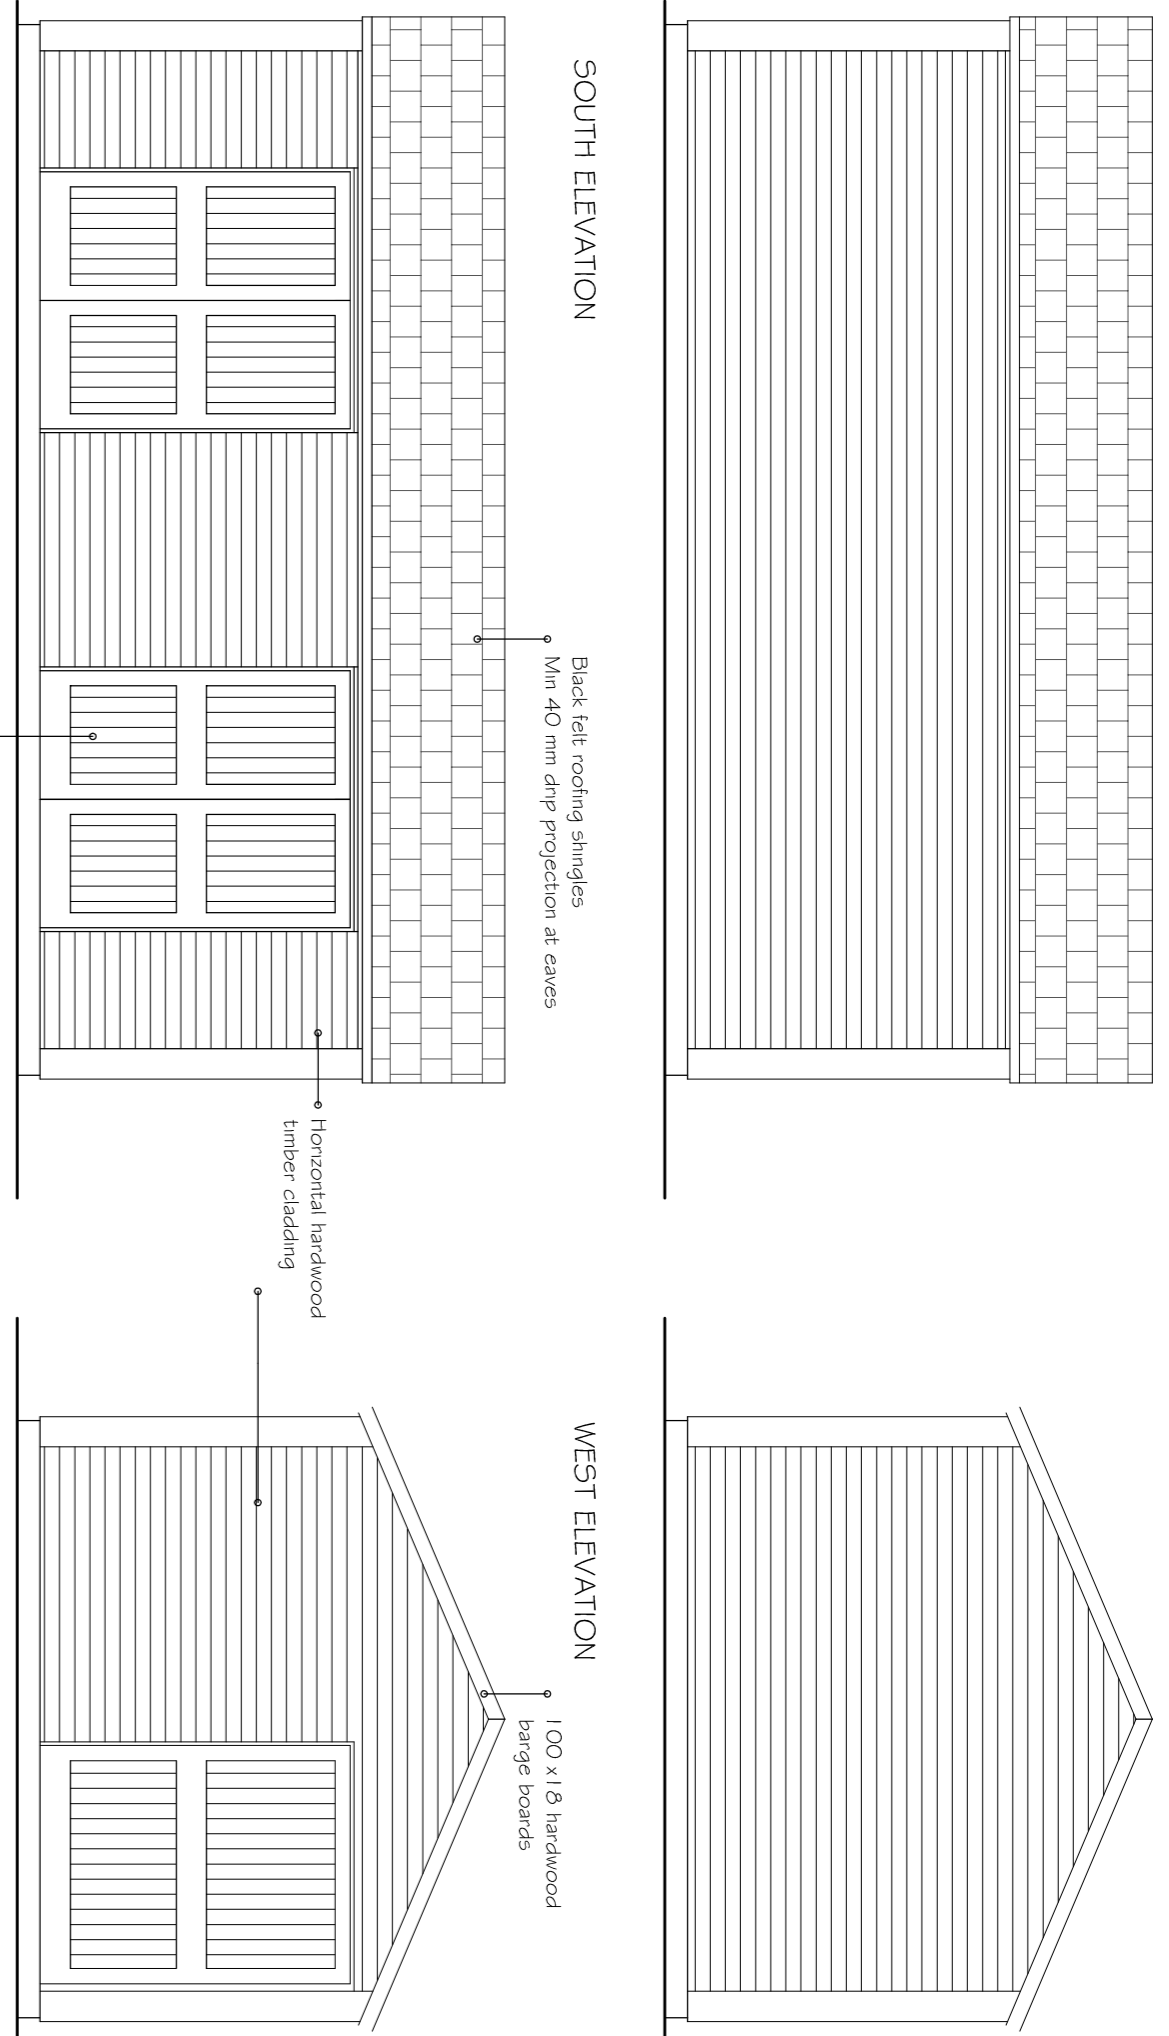 SOUTH ELEVATION
WEST ELEVATION
Black felt roofing shingles
Min 40 mm drip projection at eaves
100 x 18 hardwood
barge boards
Horizontal hardwood
timber cladding